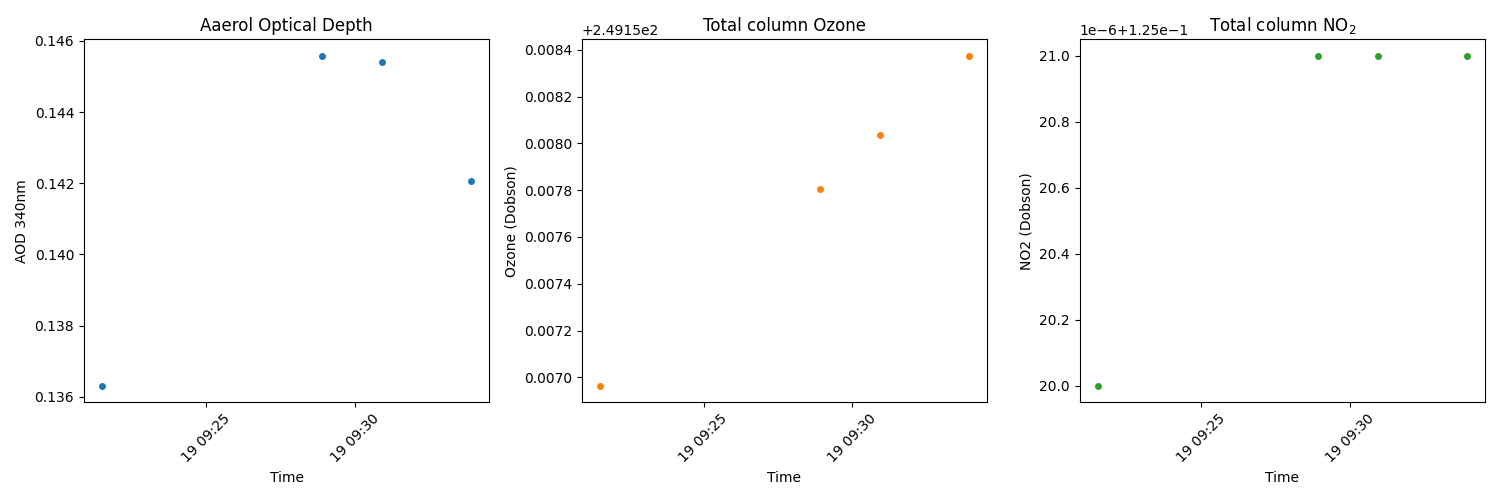 Aaerol Optical Depth
0.146
0.144
0.142
0.140
0.138
0.136
AOD 340nm
19 09:25
19 09:30
Time
Total column Ozone
+2.4915e2
0.0084
0.0082
0.0080
0.0078
0.0076
0.0074
0.0072
0.0070
Ozone (Dobson)
19 09:25
19 09:30
Time
Total column NO₂
1e−6+1.25e−1
21.0
20.8
20.6
20.4
20.2
20.0
NO2 (Dobson)
19 09:25
19 09:30
Time